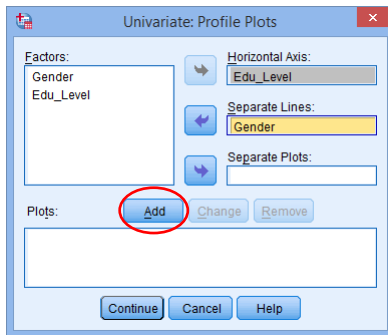 Univariate: Profile Plots
Factors:
Gender
Edu_Level
Horizontal Axis:
Edu_Level
Separate Lines:
Gender
Separate Plots:
Plots:
Add
Change
Remove
Continue
Cancel
Help